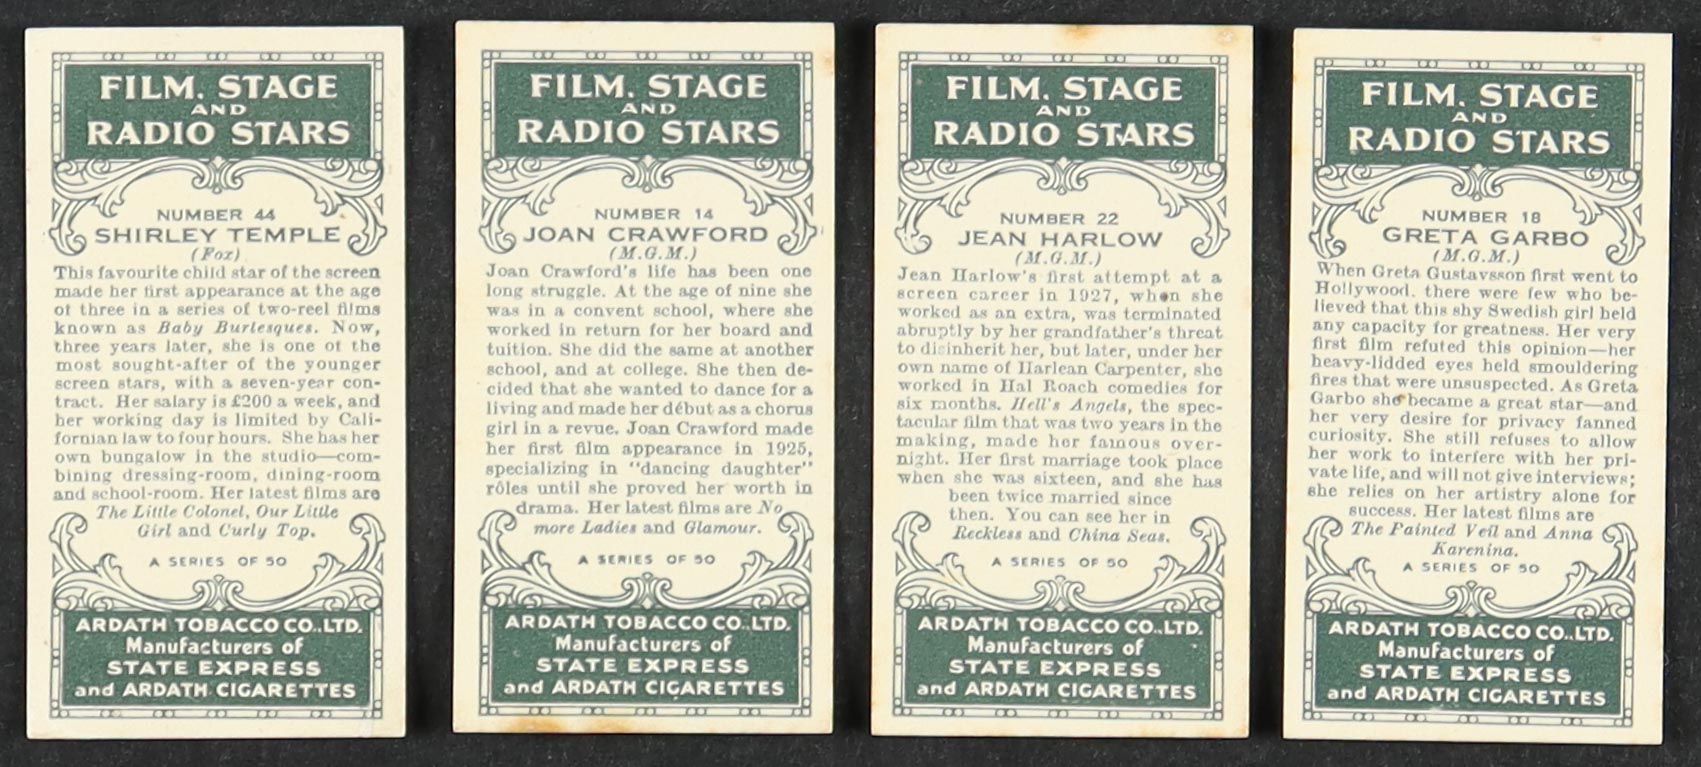 FILM, STAGE
AND
RADIO STARS
NUMBER 44
SHIRLEY TEMPLE
(Fox)
This favourite child star of the screen
made her first appearance at the age
of three in a series of two-reel films
known as Baby Burlesques. Now,
three years later, she is one of the
most sought-after of the younger
screen stars, with a seven-year con-
tract. Her salary is £200 a week, and
her working day is limited by Cali-
fornian law to four hours. She has her
own bungalow in the studio—com-
bining dressing-room, dining-room
and school-room. Her latest films are
The Little Colonel, Our Little
Girl and Curly Top.
A SERIES OF 50
ARDATH TOBACCO CO., LTD.
Manufacturers of
STATE EXPRESS
and ARDATH CIGARETTES
FILM, STAGE
AND
RADIO STARS
NUMBER 14
JOAN CRAWFORD
(M.G.M.)
Joan Crawford's life has been one
long struggle. At the age of nine she
was in a convent school, where she
worked in return for her board and
tuition. She did the same at another
school, and at college. She then de-
cided that she wanted to dance for a
living and made her début as a chorus
girl in a revue. Joan Crawford made
her first film appearance in 1925,
specializing in "dancing daughter"
rôles until she proved her worth in
drama. Her latest films are No
more Ladies and Glamour.
A SERIES OF 50
ARDATH TOBACCO CO., LTD.
Manufacturers of
STATE EXPRESS
and ARDATH CIGARETTES
FILM, STAGE
AND
RADIO STARS
NUMBER 22
JEAN HARLOW
(M.G.M.)
Jean Harlow's first attempt at a
screen career in 1927, when she
worked as an extra, was terminated
abruptly by her grandfather's threat
to disinherit her, but later, under her
own name of Harlean Carpenter, she
worked in Hal Roach comedies for
six months. Hell's Angels, the spec-
tacular film that was two years in the
making, made her famous over-
night. Her first marriage took place
when she was sixteen, and she has
been twice married since
then. You can see her in
Reckless and China Seas.
A SERIES OF 50
ARDATH TOBACCO CO., LTD.
Manufacturers of
STATE EXPRESS
and ARDATH CIGARETTES
FILM, STAGE
AND
RADIO STARS
NUMBER 18
GRETA GARBO
(M.G.M.)
When Greta Gustavsson first went to
Hollywood, there were few who be-
lieved that this shy Swedish girl held
any capacity for greatness. Her very
first film refuted this opinion—her
heavy-lidded eyes held smouldering
fires that were unsuspected. As Greta
Garbo she became a great star—and
her very desire for privacy fanned
curiosity. She still refuses to allow
her work to interfere with her pri-
vate life, and will not give interviews;
she relies on her artistry alone for
success. Her latest films are
The Painted Veil and Anna
Karenina.
A SERIES OF 50
ARDATH TOBACCO CO., LTD.
Manufacturers of
STATE EXPRESS
and ARDATH CIGARETTES